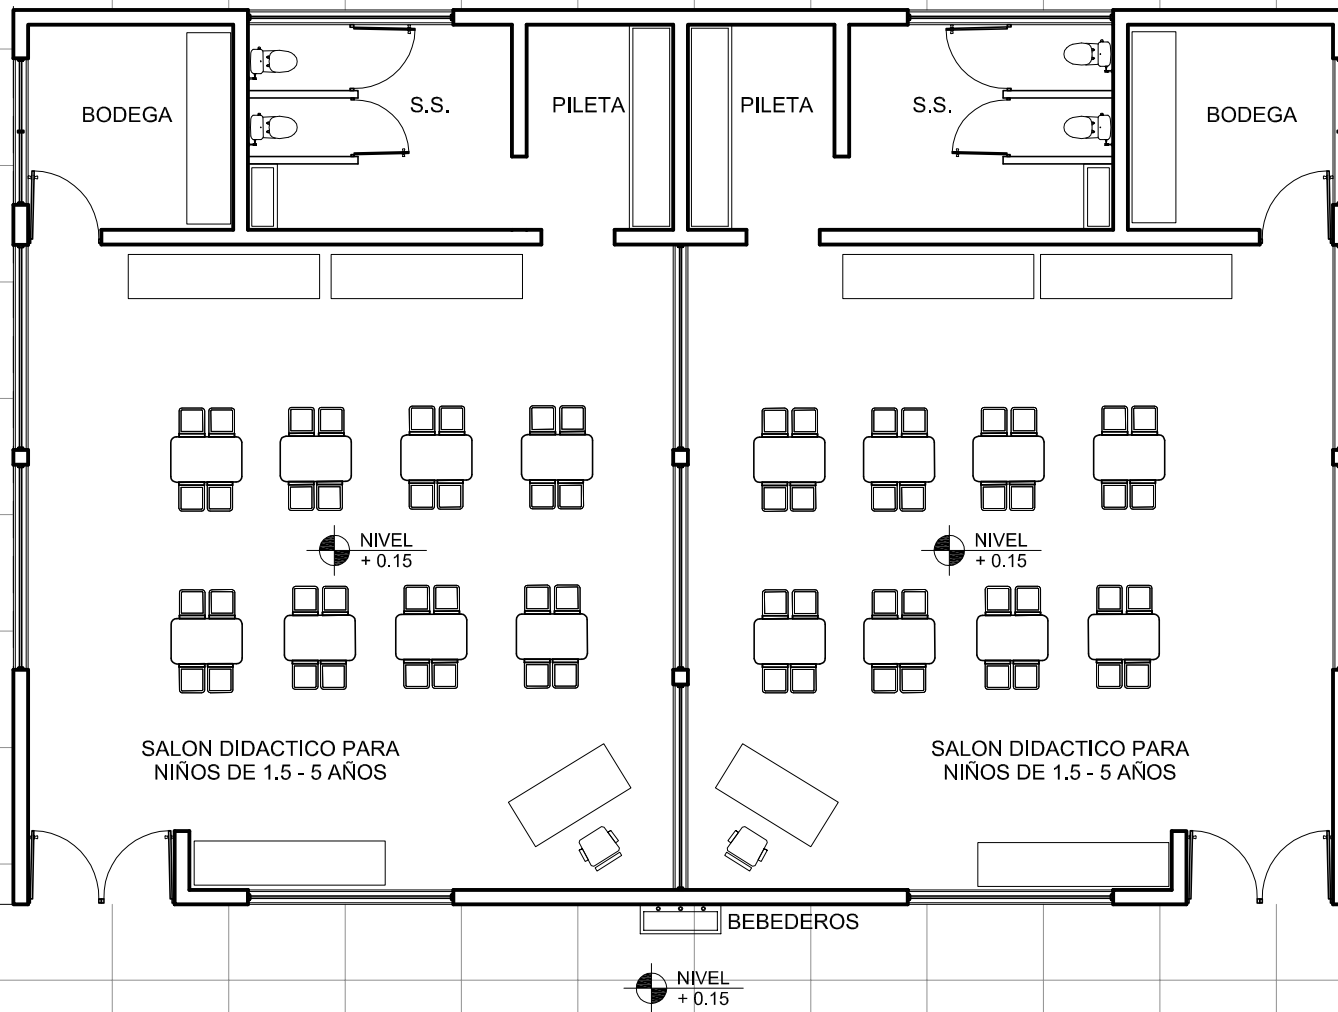 BODEGA
S.S.
PILETA
PILETA
S.S.
BODEGA
NIVEL
+ 0.15
NIVEL
+ 0.15
SALON DIDACTICO PARA
NIÑOS DE 1.5 - 5 AÑOS
SALON DIDACTICO PARA
NIÑOS DE 1.5 - 5 AÑOS
BEBEDEROS
NIVEL
+ 0.15